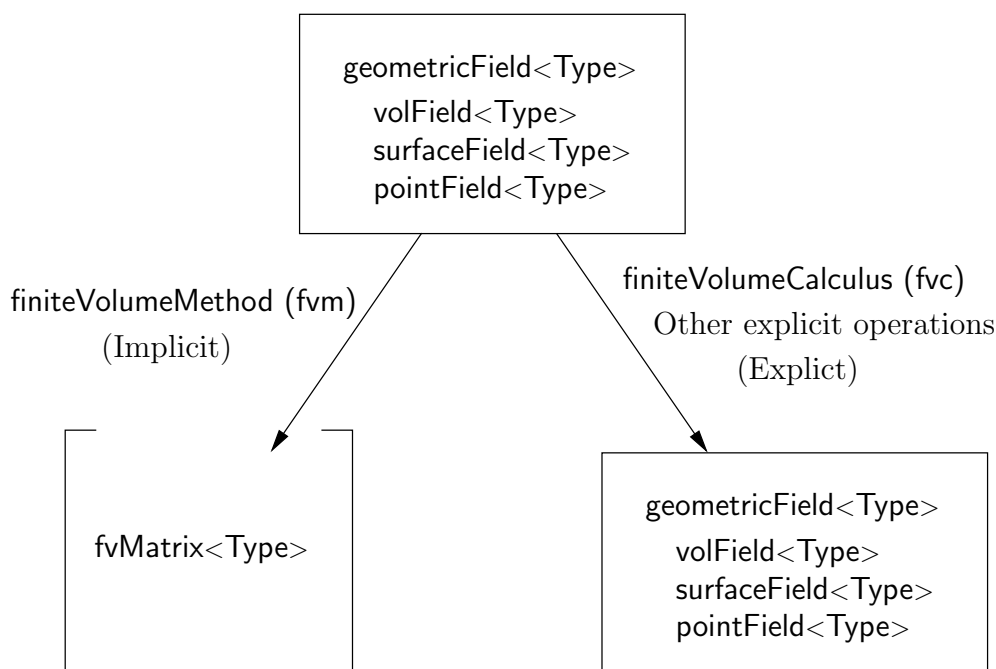 geometricField<Type>
volField<Type>
surfaceField<Type>
pointField<Type>
finiteVolumeMethod (fvm)
(Implicit)
finiteVolumeCalculus (fvc)
Other explicit operations
(Explict)
fvMatrix<Type>
geometricField<Type>
volField<Type>
surfaceField<Type>
pointField<Type>